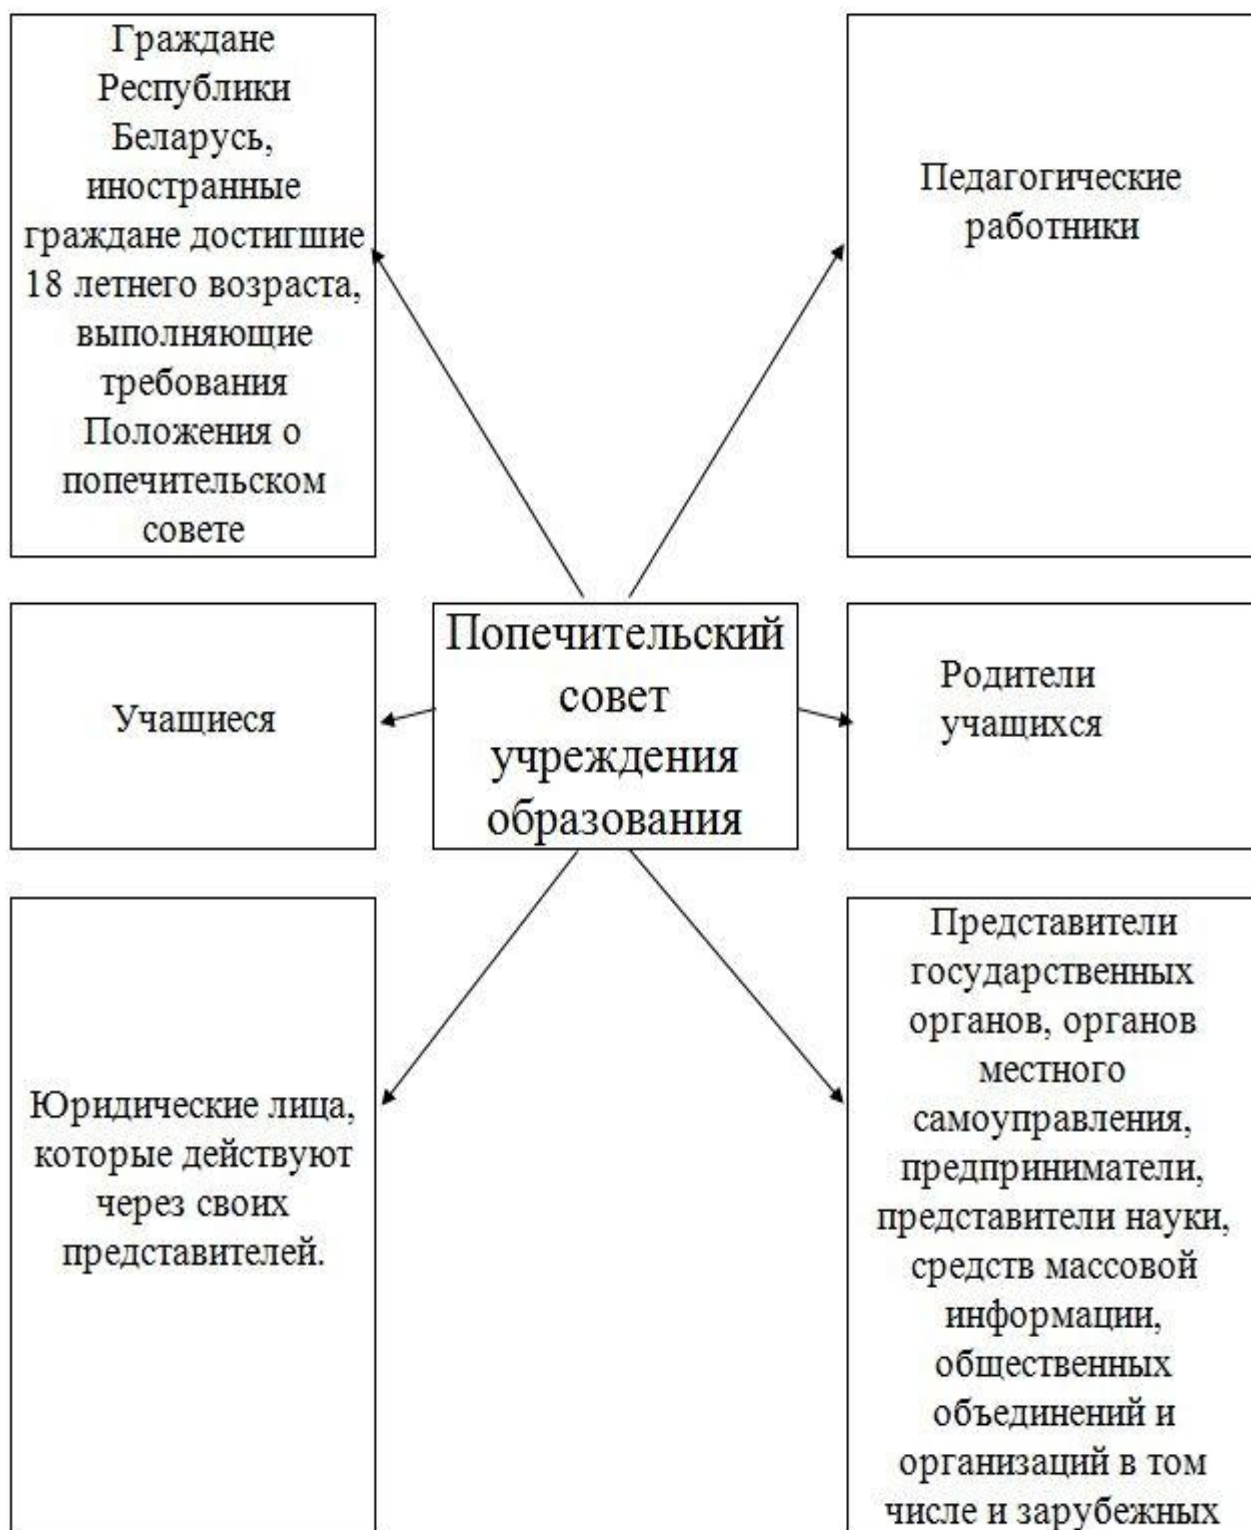 Граждане
Республики
Беларусь,
иностранные
граждане достигшие
18 летнего возраста,
выполняющие
требования
Положения о
попечительском
совете
Педагогические
работники
Учащиеся
Попечительский
совет
учреждения
образования
Родители
учащихся
Юридические лица,
которые действуют
через своих
представителей.
Представители
государственных
органов, органов
местного
самоуправления,
предприниматели,
представители науки,
средств массовой
информации,
общественных
объединений и
организаций в том
числе и зарубежных